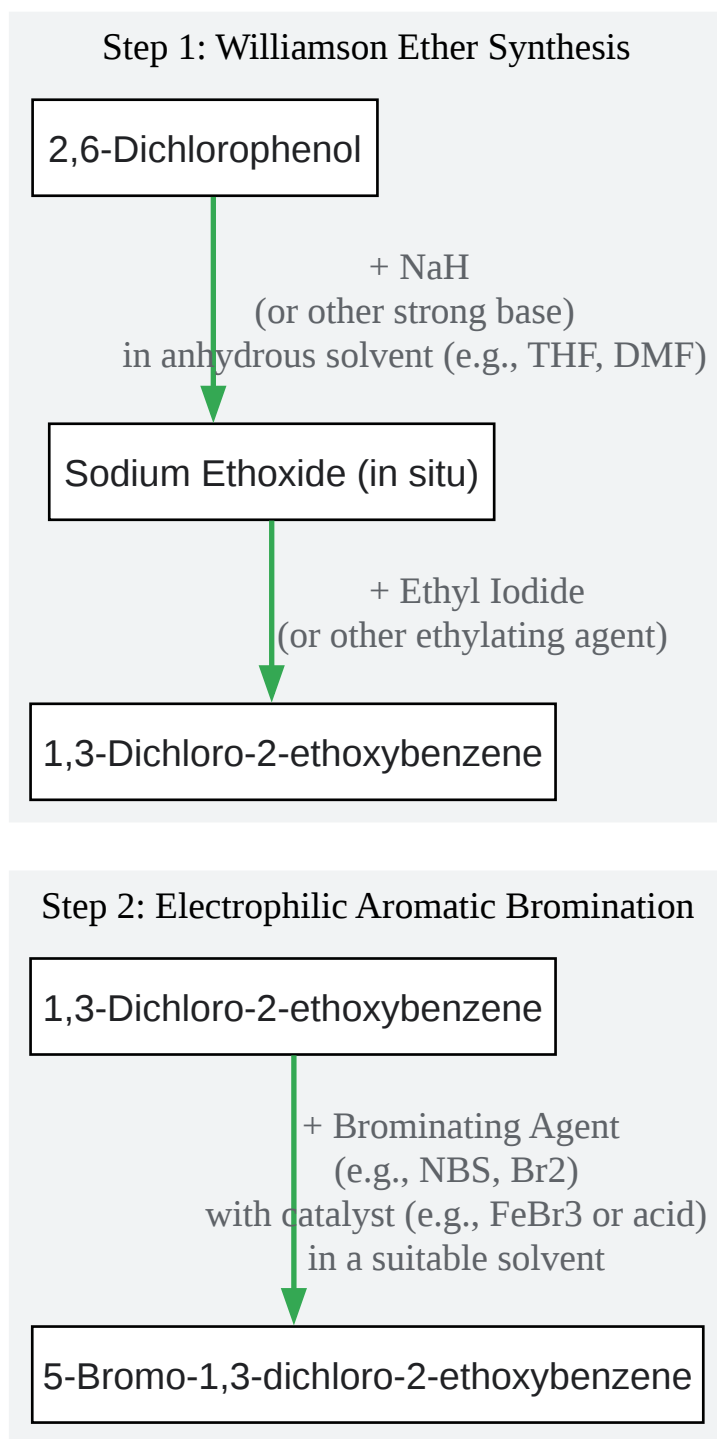 Step 1: Williamson Ether Synthesis
2,6-Dichlorophenol
+ NaH
(or other strong base)
in anhydrous solvent (e.g., THF, DMF)
Sodium Ethoxide (in situ)
+ Ethyl Iodide
(or other ethylating agent)
1,3-Dichloro-2-ethoxybenzene
Step 2: Electrophilic Aromatic Bromination
1,3-Dichloro-2-ethoxybenzene
+ Brominating Agent
(e.g., NBS, Br2)
with catalyst (e.g., FeBr3 or acid)
in a suitable solvent
5-Bromo-1,3-dichloro-2-ethoxybenzene